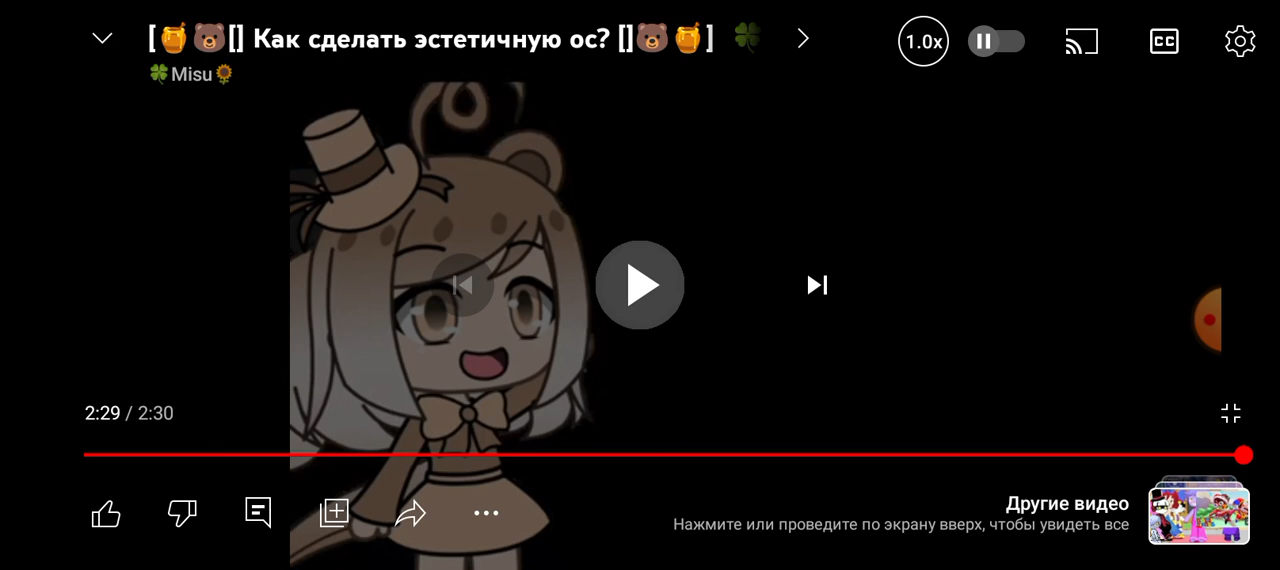 [🍯🐻[] Как сделать эстетичную ос? []🐻🍯] 🍀
🍀Misu🌻
1.0x
CC
2:29 / 2:30
Другие видео
Нажмите или проведите по экрану вверх, чтобы увидеть все